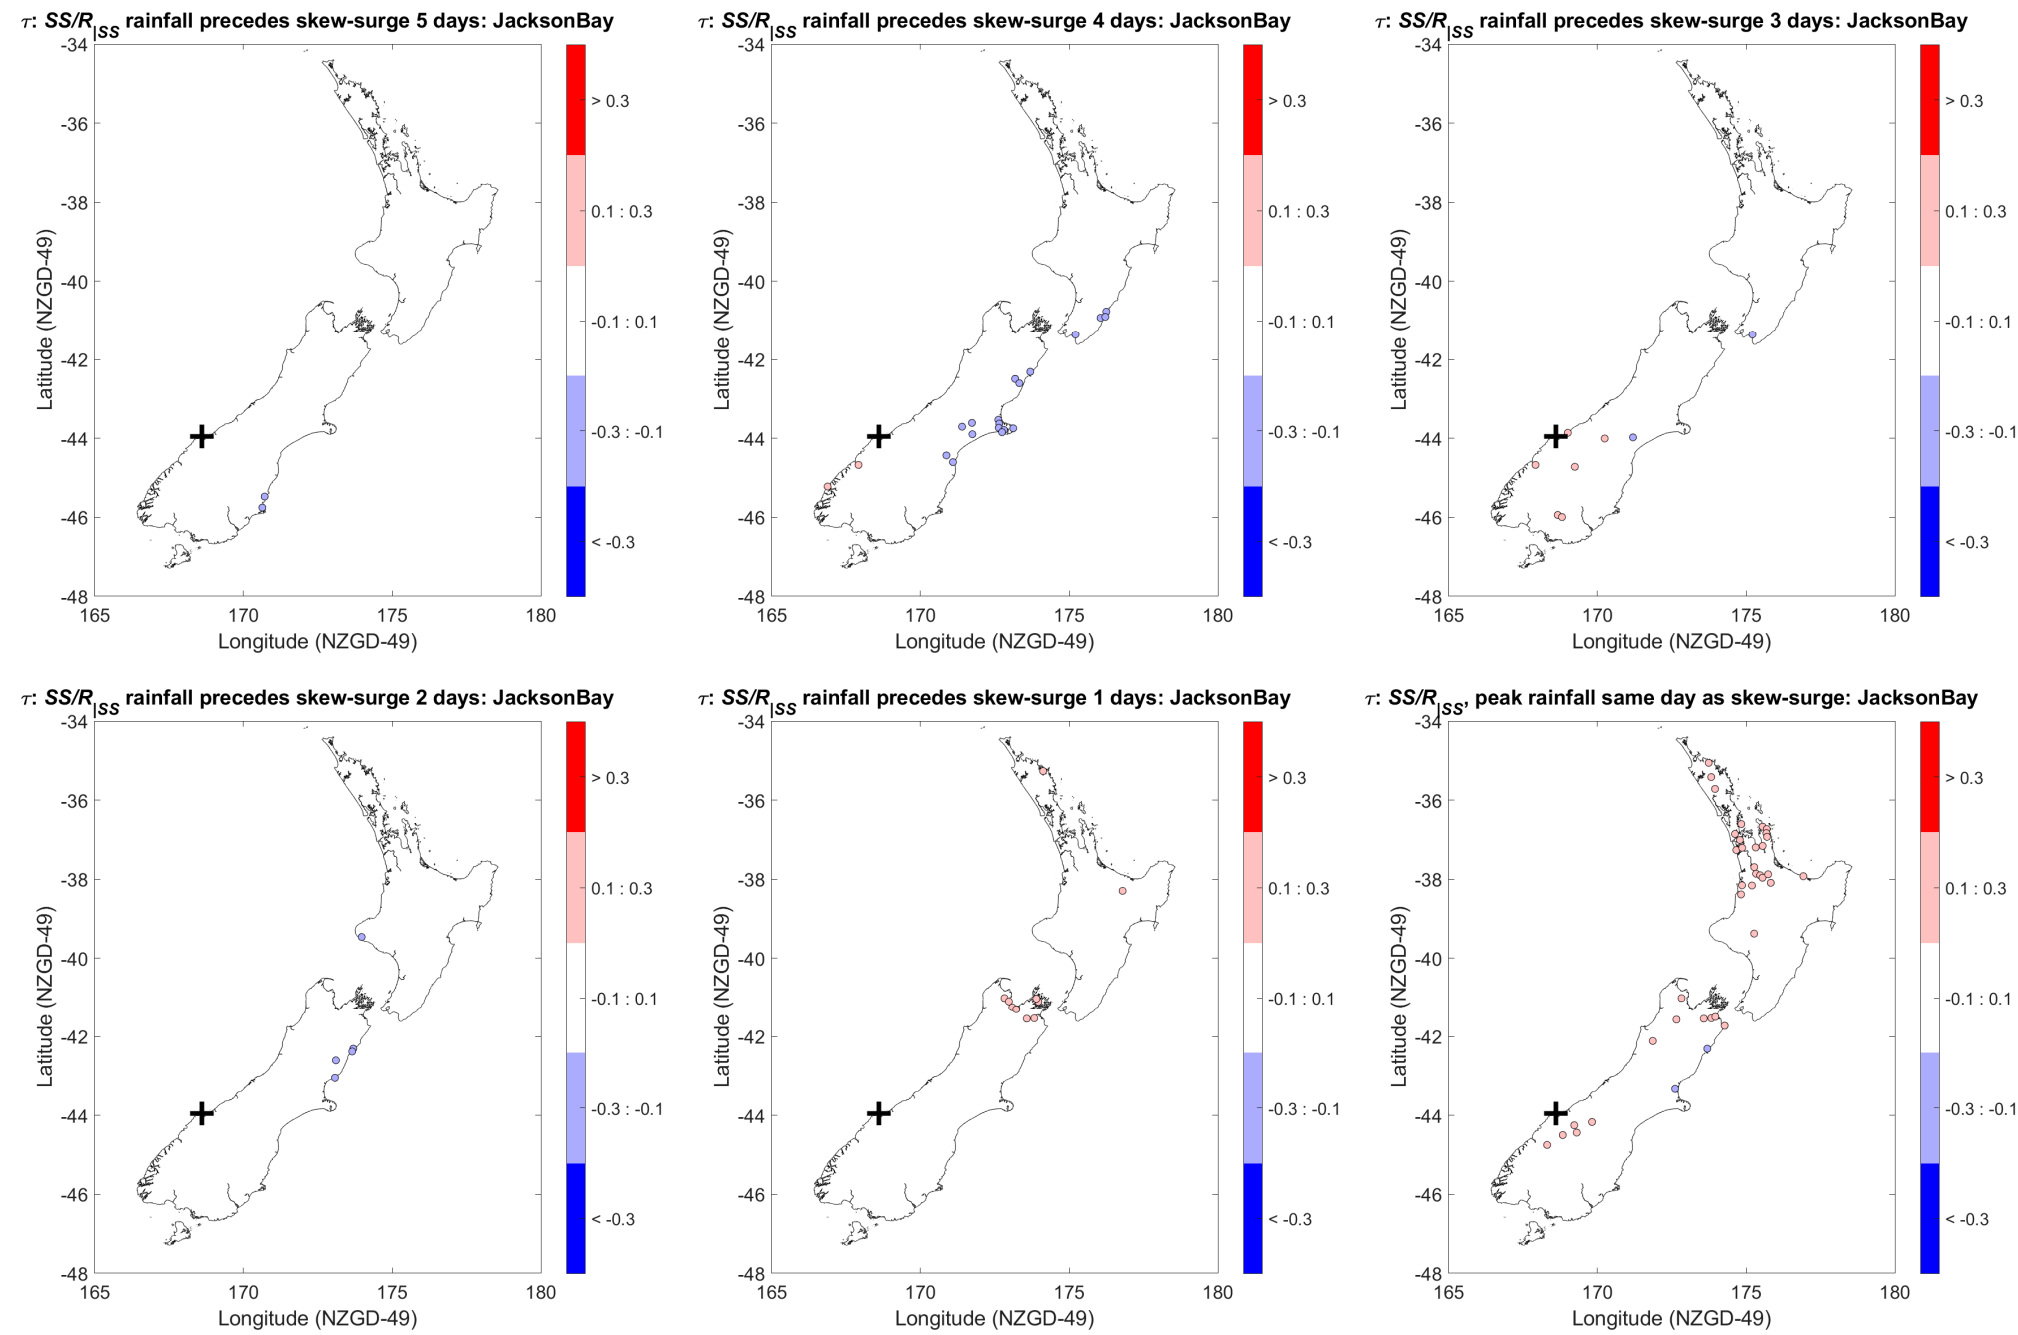 τ: SS/R|SS rainfall precedes skew-surge 5 days: JacksonBay
-34
-36
-38
-40
-42
-44
-46
-48
165
170
175
180
Latitude (NZGD-49)
Longitude (NZGD-49)
> 0.3
0.1 : 0.3
-0.1 : 0.1
-0.3 : -0.1
< -0.3
τ: SS/R|SS rainfall precedes skew-surge 4 days: JacksonBay
-34
-36
-38
-40
-42
-44
-46
-48
165
170
175
180
Latitude (NZGD-49)
Longitude (NZGD-49)
> 0.3
0.1 : 0.3
-0.1 : 0.1
-0.3 : -0.1
< -0.3
τ: SS/R|SS rainfall precedes skew-surge 3 days: JacksonBay
-34
-36
-38
-40
-42
-44
-46
-48
165
170
175
180
Latitude (NZGD-49)
Longitude (NZGD-49)
> 0.3
0.1 : 0.3
-0.1 : 0.1
-0.3 : -0.1
< -0.3
τ: SS/R|SS rainfall precedes skew-surge 2 days: JacksonBay
-34
-36
-38
-40
-42
-44
-46
-48
165
170
175
180
Latitude (NZGD-49)
Longitude (NZGD-49)
> 0.3
0.1 : 0.3
-0.1 : 0.1
-0.3 : -0.1
< -0.3
τ: SS/R|SS rainfall precedes skew-surge 1 days: JacksonBay
-34
-36
-38
-40
-42
-44
-46
-48
165
170
175
180
Latitude (NZGD-49)
Longitude (NZGD-49)
> 0.3
0.1 : 0.3
-0.1 : 0.1
-0.3 : -0.1
< -0.3
τ: SS/R|SS, peak rainfall same day as skew-surge: JacksonBay
-34
-36
-38
-40
-42
-44
-46
-48
165
170
175
180
Latitude (NZGD-49)
Longitude (NZGD-49)
> 0.3
0.1 : 0.3
-0.1 : 0.1
-0.3 : -0.1
< -0.3